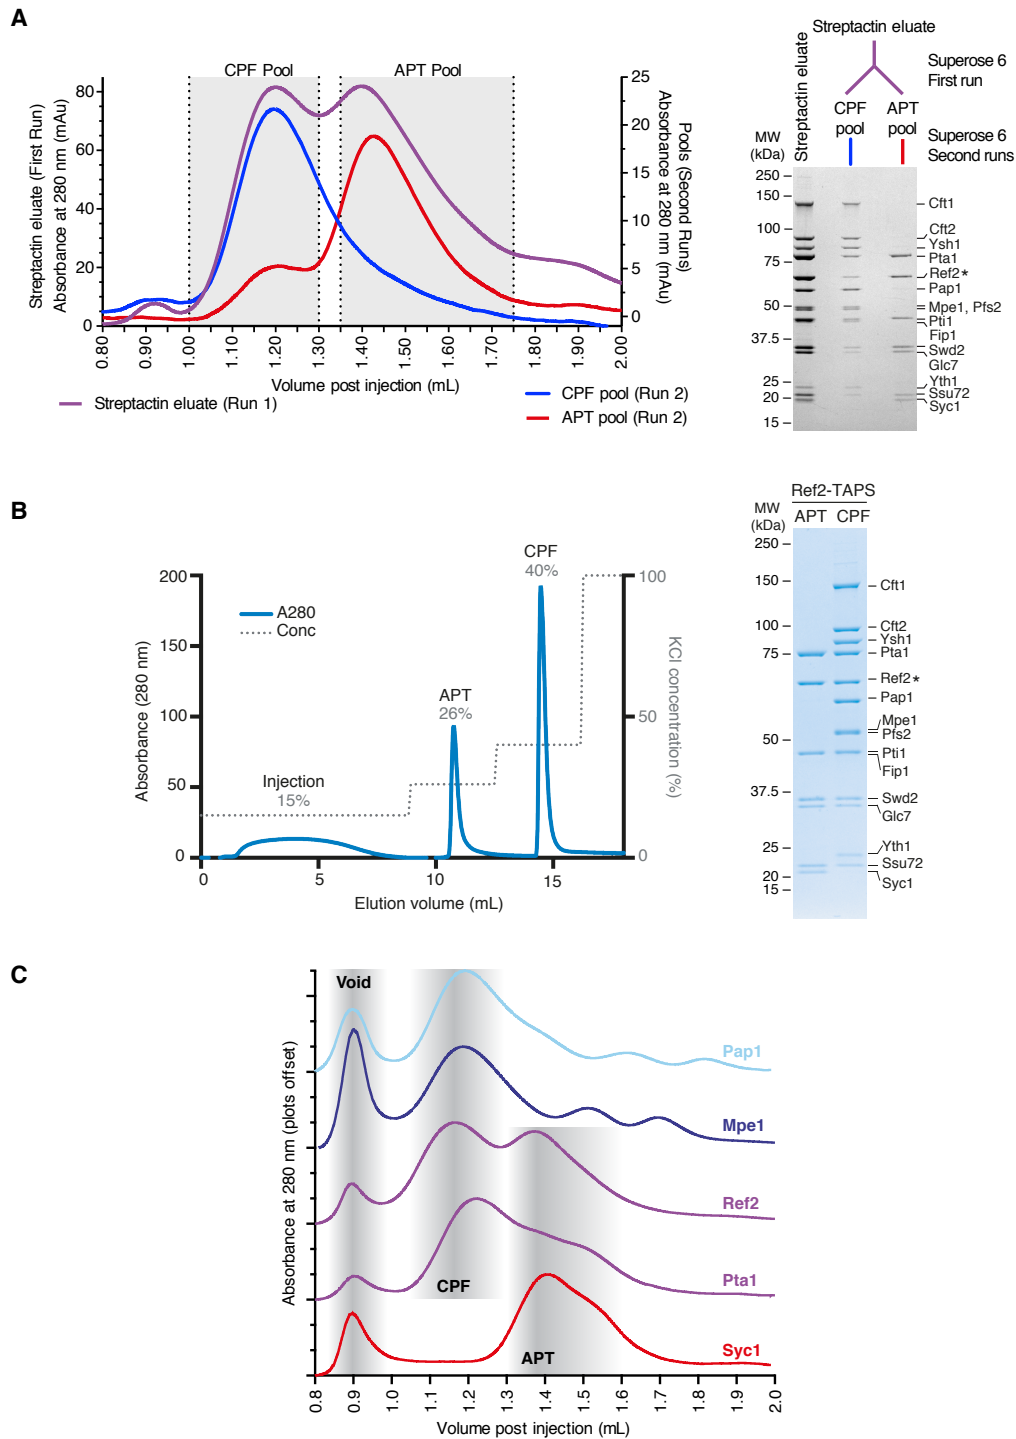 A
CPF Pool
APT Pool
Streptactin eluate (First Run)
Absorbance at 280 nm (mAu)
80
60
40
20
0
25
20
15
10
5
0
Pools (Second Runs)
Absorbance at 280 nm (mAu)
0.80
0.90
1.00
1.10
1.20
1.30
1.40
1.50
1.60
1.70
1.80
1.90
2.00
Volume post injection (mL)
Streptactin eluate (Run 1)
CPF pool (Run 2)
APT pool (Run 2)
Streptactin eluate
Superose 6
First run
Streptactin eluate
CPF
pool
APT
pool
Superose 6
Second runs
MW
(kDa)
250
150
100
75
50
37.5
25
20
15
Cft1
Cft2
Ysh1
Pta1
Ref2*
Pap1
Mpe1, Pfs2
Pti1
Fip1
Swd2
Glc7
Yth1
Ssu72
Syc1
B
Absorbance (280 nm)
200
150
100
50
0
A280
Conc
Injection
15%
APT
26%
CPF
40%
100
50
0
KCl concentration (%)
0
5
10
15
Elution volume (mL)
Ref2-TAPS
MW
(kDa)
APT
CPF
250
150
100
75
50
37.5
25
20
15
Cft1
Cft2
Ysh1
Pta1
Ref2*
Pap1
Mpe1
Pfs2
Pti1
Fip1
Swd2
Glc7
Yth1
Ssu72
Syc1
C
Absorbance at 280 nm (plots offset)
Void
Pap1
Mpe1
Ref2
Pta1
CPF
Syc1
APT
0.8
0.9
1.0
1.1
1.2
1.3
1.4
1.5
1.6
1.7
1.8
1.9
2.0
Volume post injection (mL)